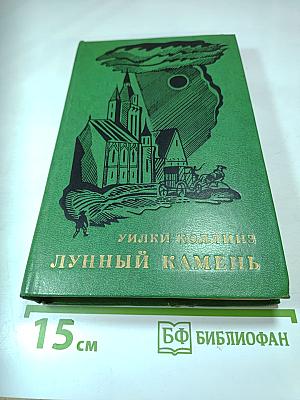 УИЛКИ КОЛЛИНЗ
ЛУННЫЙ КАМЕНЬ
15 см
БФ БИБЛИОФАН